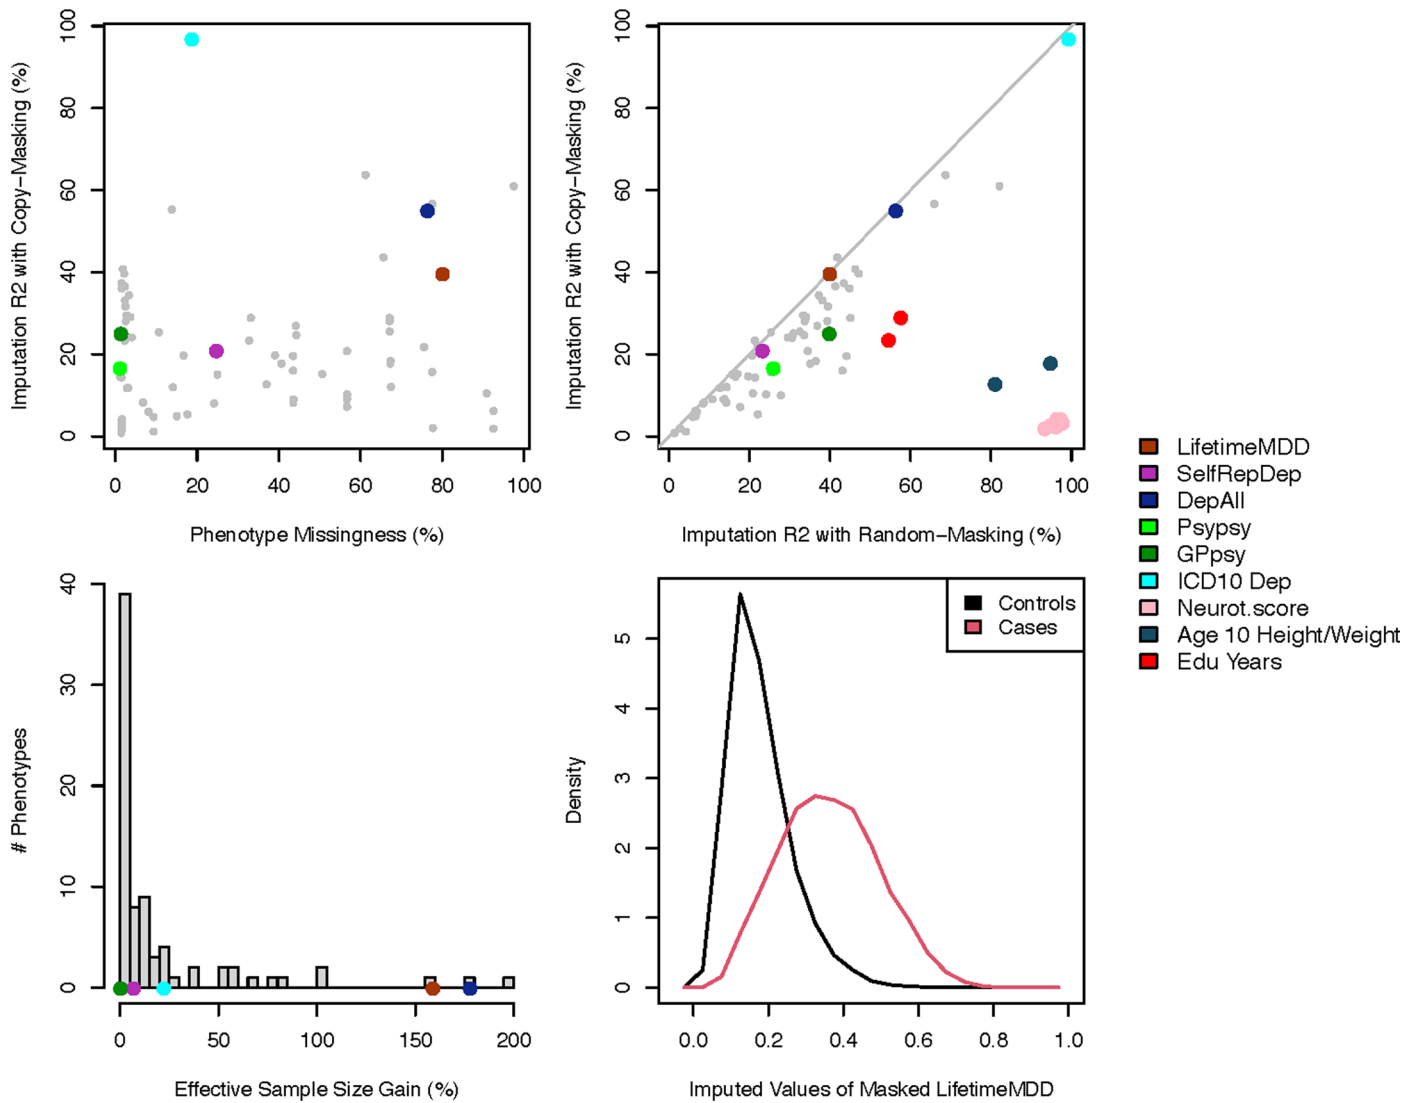 Imputation R2 with Copy−Masking (%)
0 20 40 60 80 100
0 20 40 60 80 100
Phenotype Missingness (%)
Imputation R2 with Copy−Masking (%)
0 20 40 60 80 100
0 20 40 60 80 100
Imputation R2 with Random−Masking (%)
LifetimeMDD
SelfRepDep
DepAll
Psypsy
GPpsy
ICD10 Dep
Neurot.score
Age 10 Height/Weight
Edu Years
# Phenotypes
0 10 20 30 40
0 50 100 150 200
Effective Sample Size Gain (%)
Density
0 1 2 3 4 5
Controls
Cases
0.0 0.2 0.4 0.6 0.8 1.0
Imputed Values of Masked LifetimeMDD